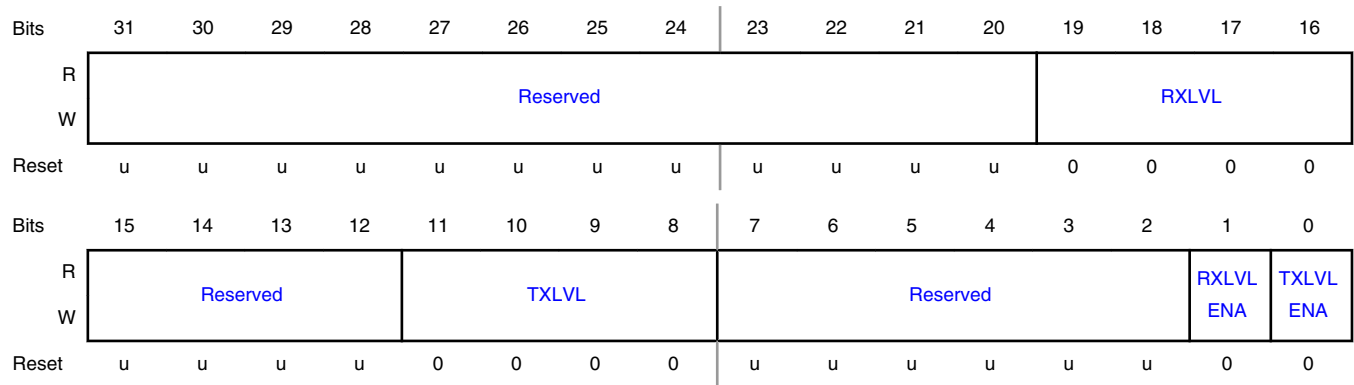 Bits 31 30 29 28 27 26 25 24 23 22 21 20 19 18 17 16
R
Reserved RXLVL
W
Reset u u u u u u u u u u u u 0 0 0 0
Bits 15 14 13 12 11 10 9 8 7 6 5 4 3 2 1 0
R
Reserved TXLVL Reserved RXLVL ENA TXLVL ENA
W
Reset u u u u 0 0 0 0 u u u u u u 0 0